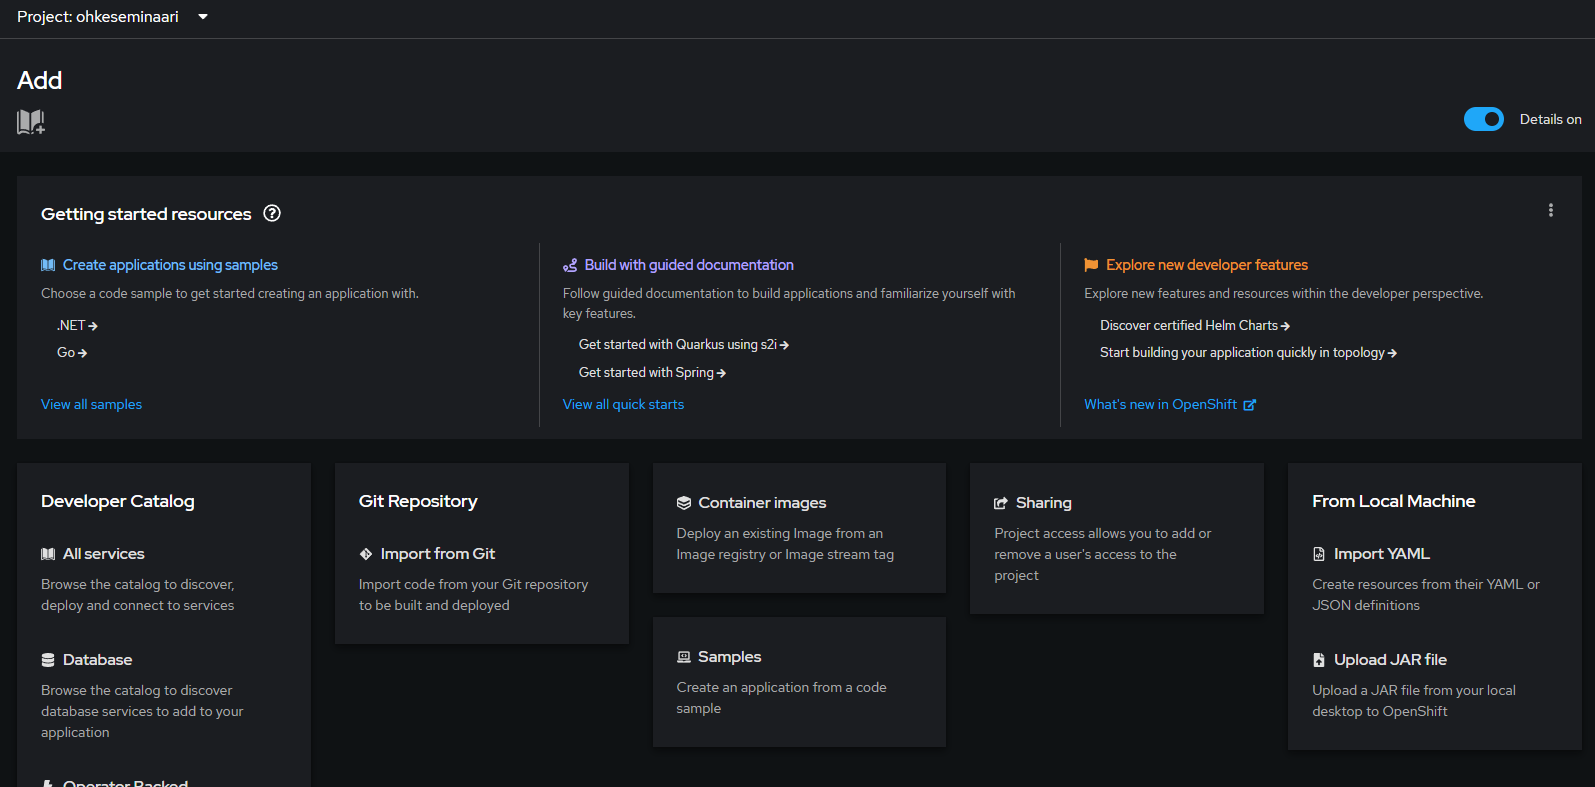 Project: ohkeseminaari
Add
Details on
Getting started resources
Create applications using samples
Choose a code sample to get started creating an application with.
.NET
Go
View all samples
Build with guided documentation
Follow guided documentation to build applications and familiarize yourself with
key features.
Get started with Quarkus using s2i
Get started with Spring
View all quick starts
Explore new developer features
Explore new features and resources within the developer perspective.
Discover certified Helm Charts
Start building your application quickly in topology
What's new in OpenShift
Developer Catalog
All services
Browse the catalog to discover,
deploy and connect to services
Database
Browse the catalog to discover
database services to add to your
application
Operator Backed
Git Repository
Import from Git
Import code from your Git repository
to be built and deployed
Container images
Deploy an existing Image from an
Image registry or Image stream tag
Samples
Create an application from a code
sample
Sharing
Project access allows you to add or
remove a user's access to the
project
From Local Machine
Import YAML
Create resources from their YAML or
JSON definitions
Upload JAR file
Upload a JAR file from your local
desktop to OpenShift